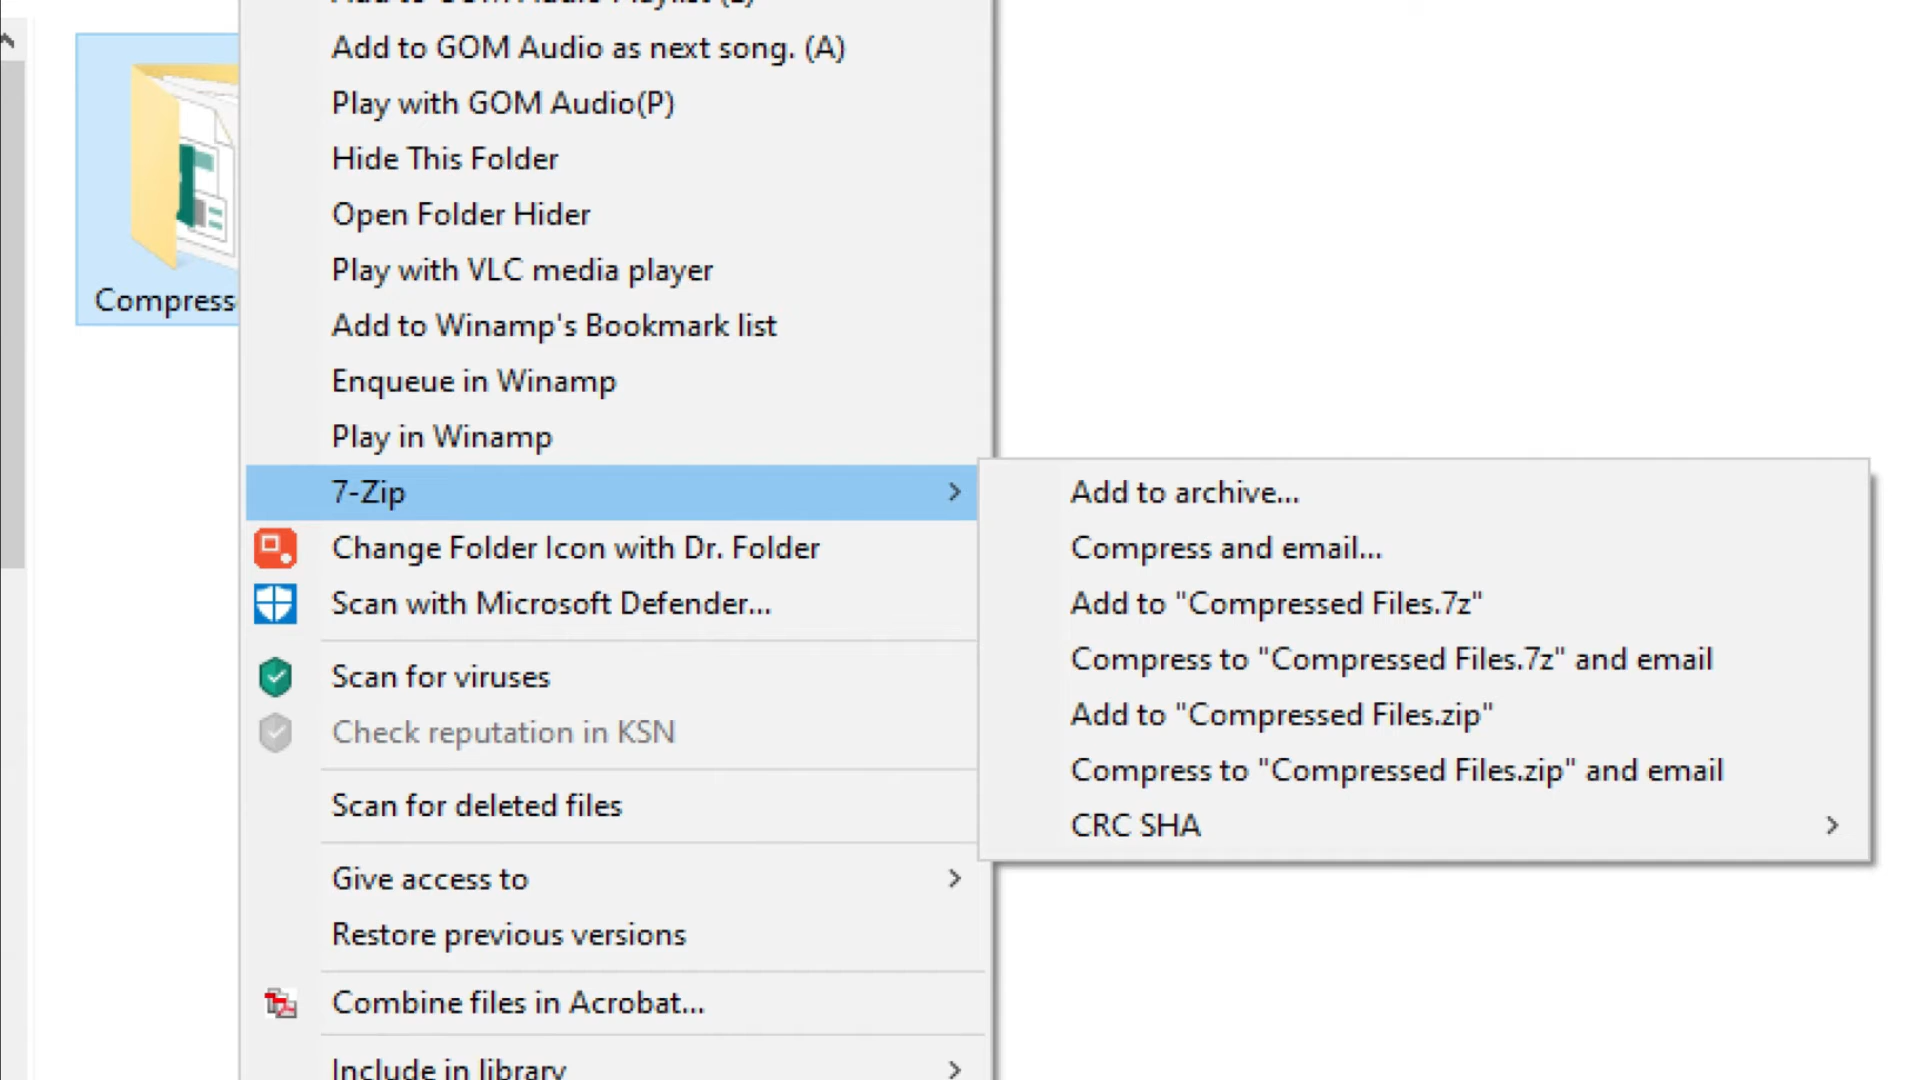 Add to GOM Audio as next song. (A)
Play with GOM Audio(P)
Hide This Folder
Open Folder Hider
Compress
Play with VLC media player
Add to Winamp's Bookmark list
Enqueue in Winamp
Play in Winamp
7-Zip
Change Folder Icon with Dr. Folder
Scan with Microsoft Defender...
Scan for viruses
Check reputation in KSN
Scan for deleted files
Give access to
Restore previous versions
Combine files in Acrobat...
Include in library
Add to archive...
Compress and email...
Add to "Compressed Files.7z"
Compress to "Compressed Files.7z" and email
Add to "Compressed Files.zip"
Compress to "Compressed Files.zip" and email
CRC SHA